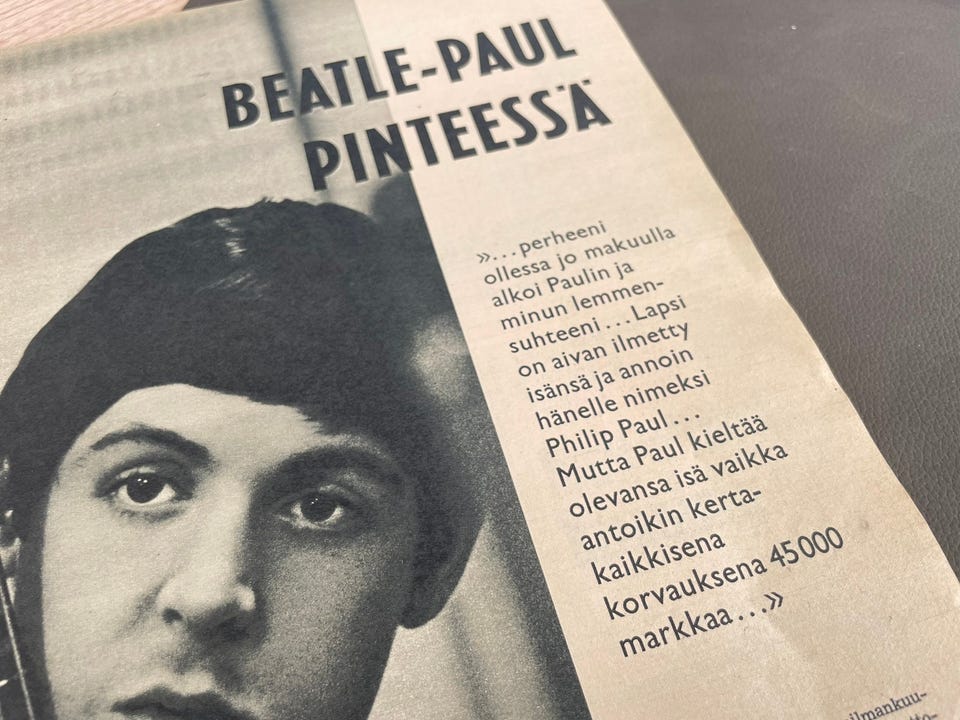 BEATLE-PAUL
PINTEESSÄ
»...perheeni
ollessa jo makuulla
alkoi Paulin ja
minun lemmen-
suhteeni...Lapsi
on aivan ilmetty
isänsä ja annoin
hänelle nimeksi
Philip Paul...
Mutta Paul kieltää
olevansa isä vaikka
antoikin kerta-
kaikkisena
korvauksena 45000
markkaa...»
ilmankuu-